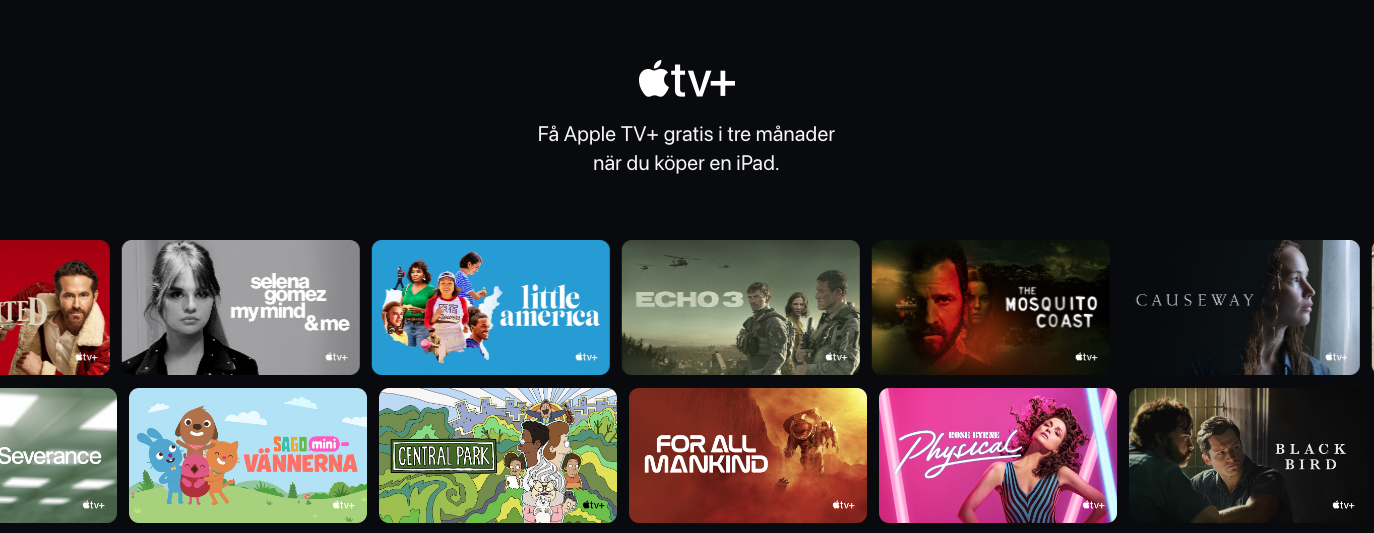 tv+
Få Apple TV+ gratis i tre månader
när du köper en iPad.
selena
gomez
my mind
& me
tv+
little
america
tv+
ECHO 3
tv+
THE
MOSQUITO
COAST
tv+
CAUSEWAY
tv+
tv+
Severance
tv+
SAGO mini-
VÄNNERNA
tv+
CENTRAL PARK
tv+
FOR ALL
MANKIND
tv+
ROSE BYRNE
Physical
tv+
BLACK
BIRD
tv+